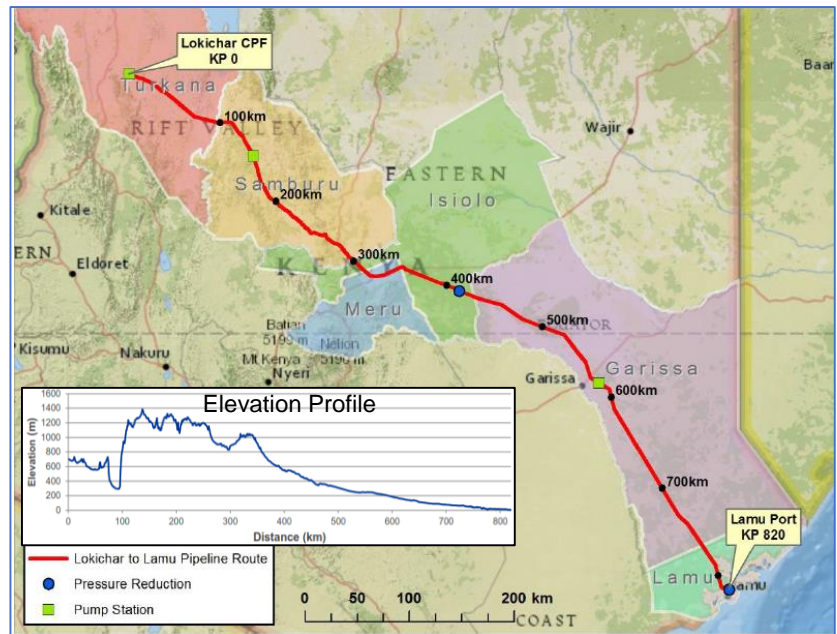 Lokichar CPF
KP 0
Turkana
100km
RIFT VALLEY
Wajir
Baar
EASTERN
Samburu
Isiolo
200km
Kitale
ERN
300km
Eldoret
KENYA
400km
Meru
500km
EQUATOR
Batian
5199 m
Nelion
Kisumu
Mt Kenya
5190 m
Nakuru
Garissa
Nyeri
Garissa
600km
Elevation Profile
1600
1400
1200
1000
800
600
400
200
0
Elevation (m)
0 100 200 300 400 500 600 700 800
Distance (km)
700km
Lamu Port
KP 820
Lokichar to Lamu Pipeline Route
Pressure Reduction
Pump Station
Lamu
amu
0 50 100 200 km
COAST